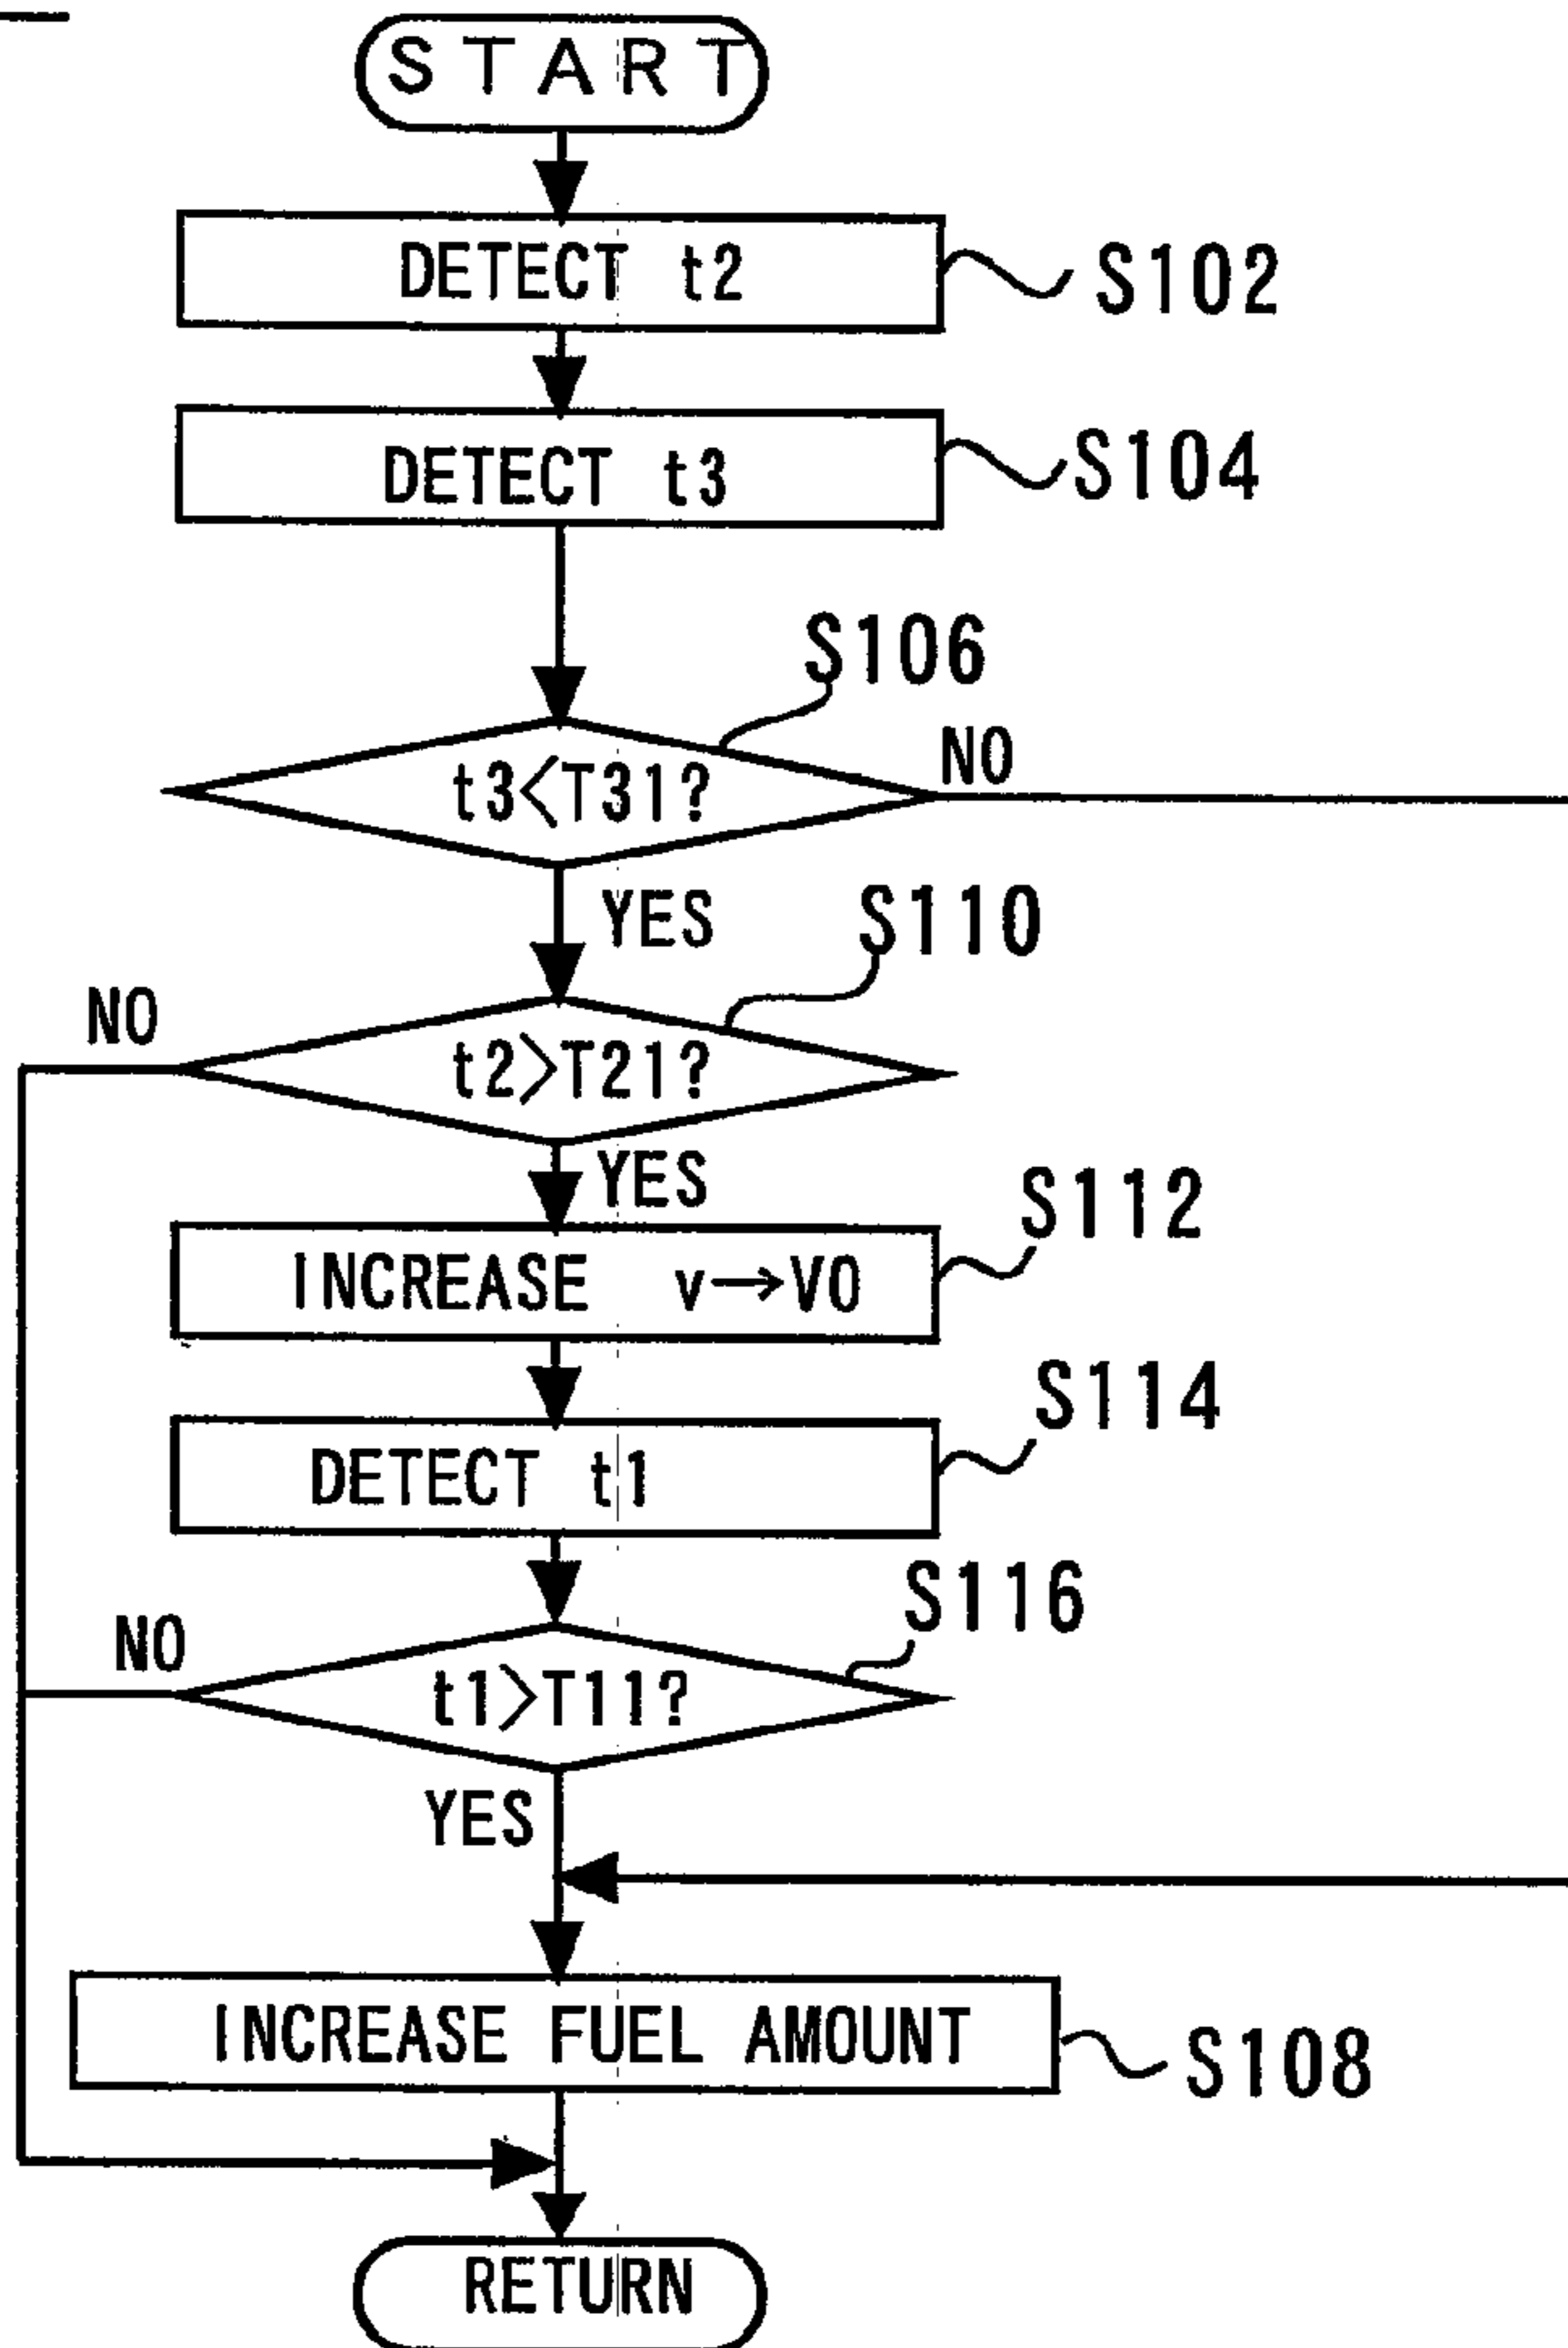 START
DETECT t2
S102
DETECT t3
S104
S106
t3<T31?
NO
YES
S110
NO
t2>T21?
YES
S112
INCREASE v→V0
S114
DETECT t1
S116
NO
t1>T11?
YES
INCREASE FUEL AMOUNT
S108
RETURN